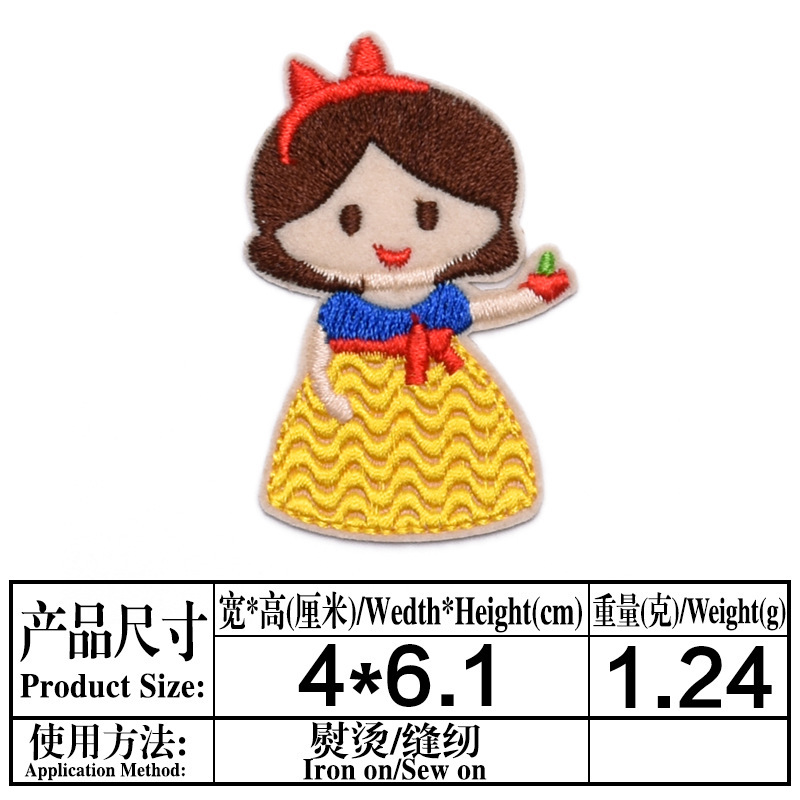 产品尺寸
Product Size:
宽*高(厘米)/Wedth*Height(cm)
4*6.1
重量(克)/Weight(g)
1.24
使用方法:
Application Method:
熨烫/缝纫
Iron on/Sew on